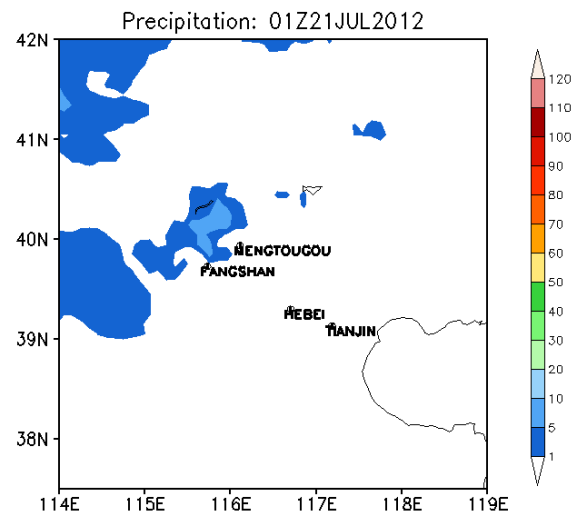 Precipitation: 01Z21JUL2012
42N
41N
40N
39N
38N
114E 115E 116E 117E 118E 119E
MENGTOUGOU
FANGSHAN
HEBEI
TIANJIN
120
110
100
90
80
70
60
50
40
30
20
10
5
1